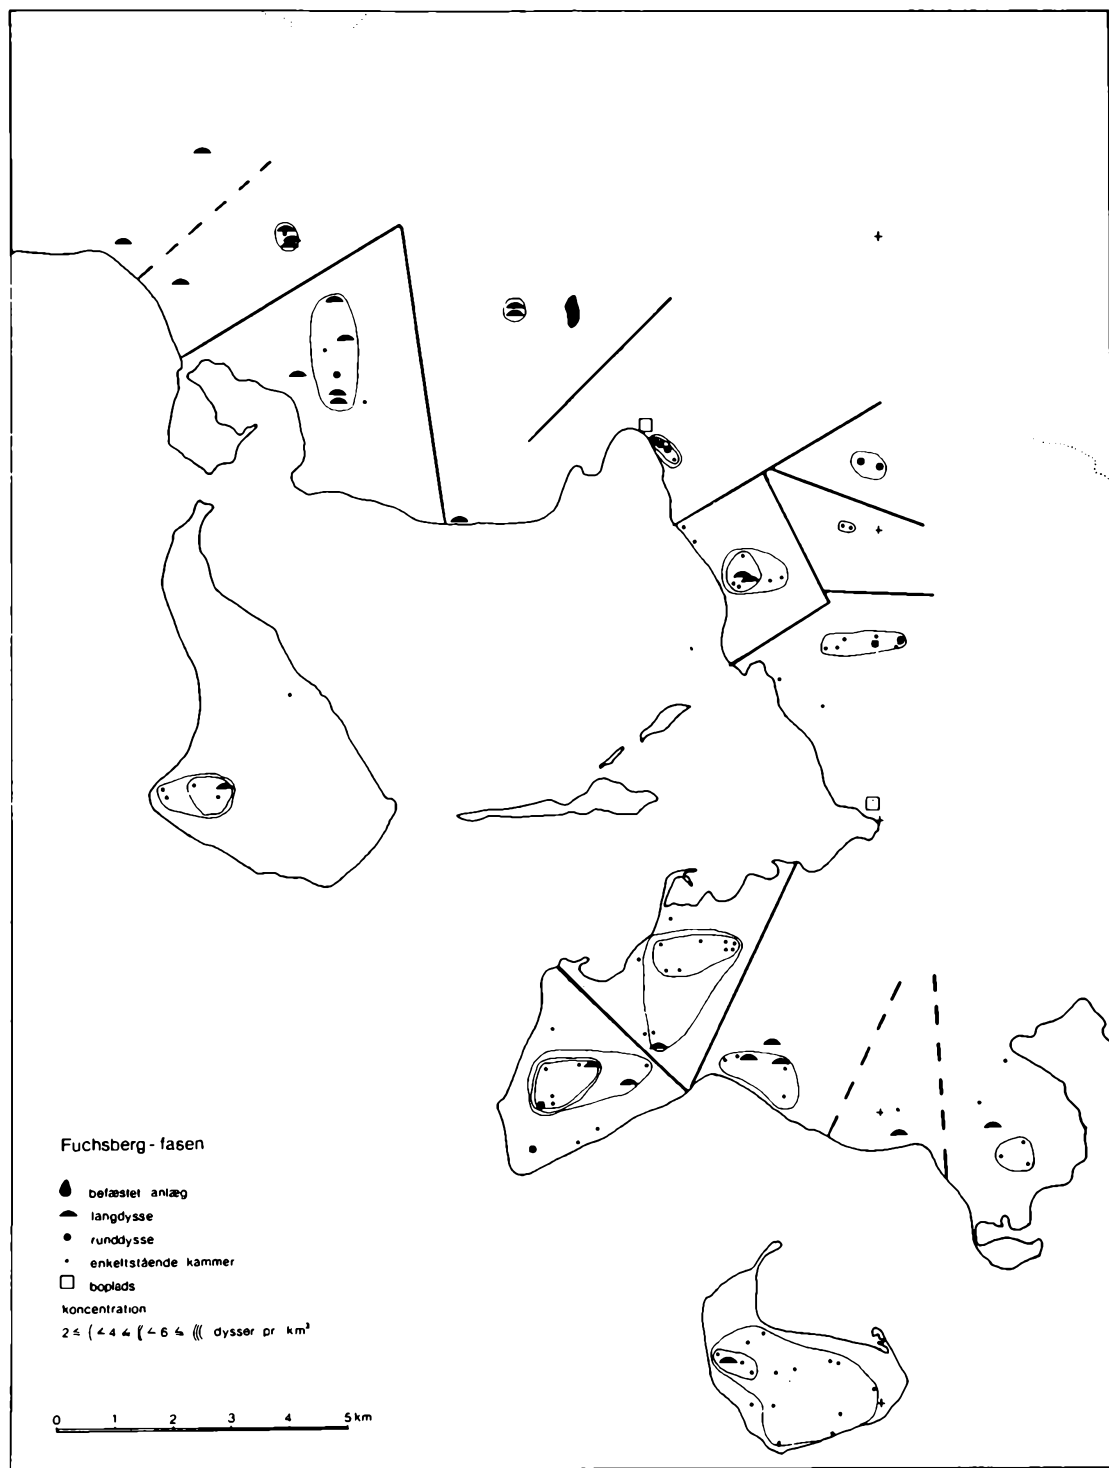 Fuchsberg - fasen
befæstet anlæg
langdysse
runddysse
enkeltstående kammer
boplads
koncentration
2 ≤ ( < 4 ≤ (( < 6 ≤ ((( dysser pr km²
0 1 2 3 4 5 km